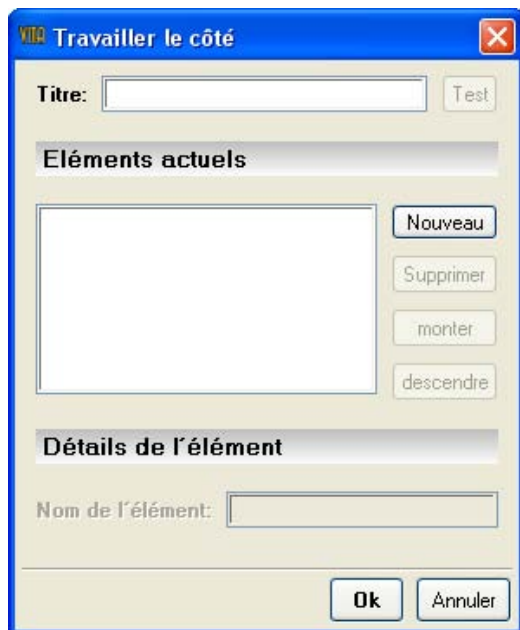 VITA Travailler le côté
Titre: Test
Eléments actuels
Nouveau
Supprimer
monter
descendre
Détails de l´élément
Nom de l´élément:
Ok Annuler